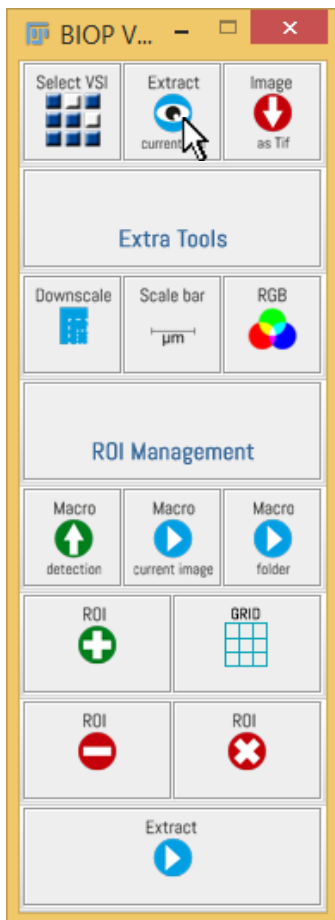 BIOP V...
Select VSI
Extract
Image
current
as Tif
Extra Tools
Downscale
Scale bar
RGB
µm
ROI Management
Macro
Macro
Macro
detection
current image
folder
ROI
GRID
ROI
ROI
Extract